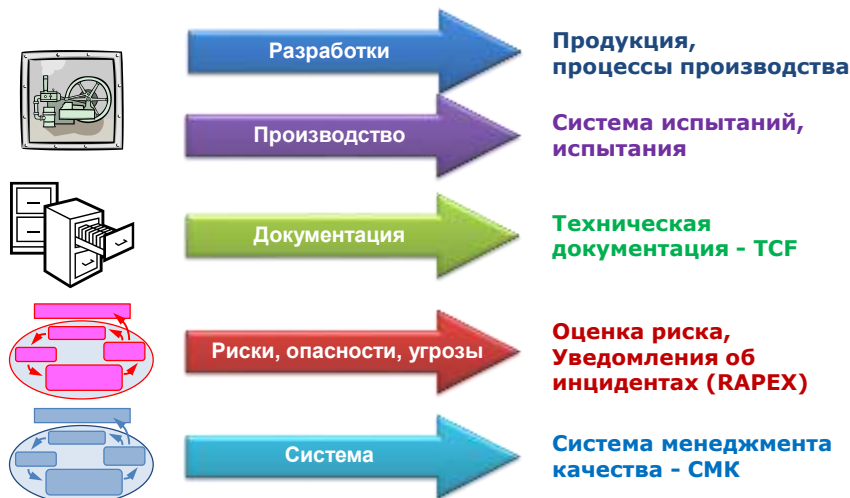 Разработки
Продукция,
процессы производства
Производство
Система испытаний,
испытания
Документация
Техническая
документация - TCF
Риски, опасности, угрозы
Оценка риска,
Уведомления об
инцидентах (RAPEX)
Система
Система менеджмента
качества - СМК